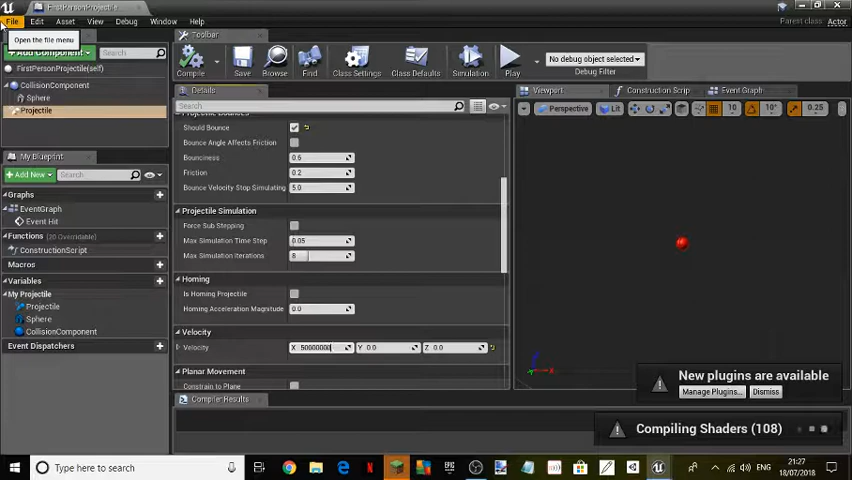 FirstPersonProjectile...
File Edit Asset View Debug Window Help
Parent class: Actor
Open the file menu
Toolbar
Add Component
Search
Compile Save Browse Find Class Settings Class Defaults Simulation Play
No debug object selected
Debug Filter
FirstPersonProjectile(self)
CollisionComponent
Sphere
Projectile
Details
Search
Projectile Bounces
Should Bounce
Bounce Angle Affects Friction
Bounciness 0.6
Friction 0.2
Bounce Velocity Stop Simulating 5.0
Projectile Simulation
Force Sub Stepping
Max Simulation Time Step 0.05
Max Simulation Iterations 8
Homing
Is Homing Projectile
Homing Acceleration Magnitude 0.0
Velocity
Velocity X 50000000 Y 0.0 Z 0.0
Planar Movement
Constrain to Plane
Compiler Results
Viewport Construction Scrip Event Graph
Perspective Lit 10 10° 0.25
My Blueprint
Add New Search
Graphs
EventGraph
Event Hit
Functions (20 Overridable)
ConstructionScript
Macros
Variables
My Projectile
Projectile
Sphere
CollisionComponent
Event Dispatchers
New plugins are available
Manage Plugins... Dismiss
Compiling Shaders (108)
Type here to search
ENG
21:27
18/07/2018